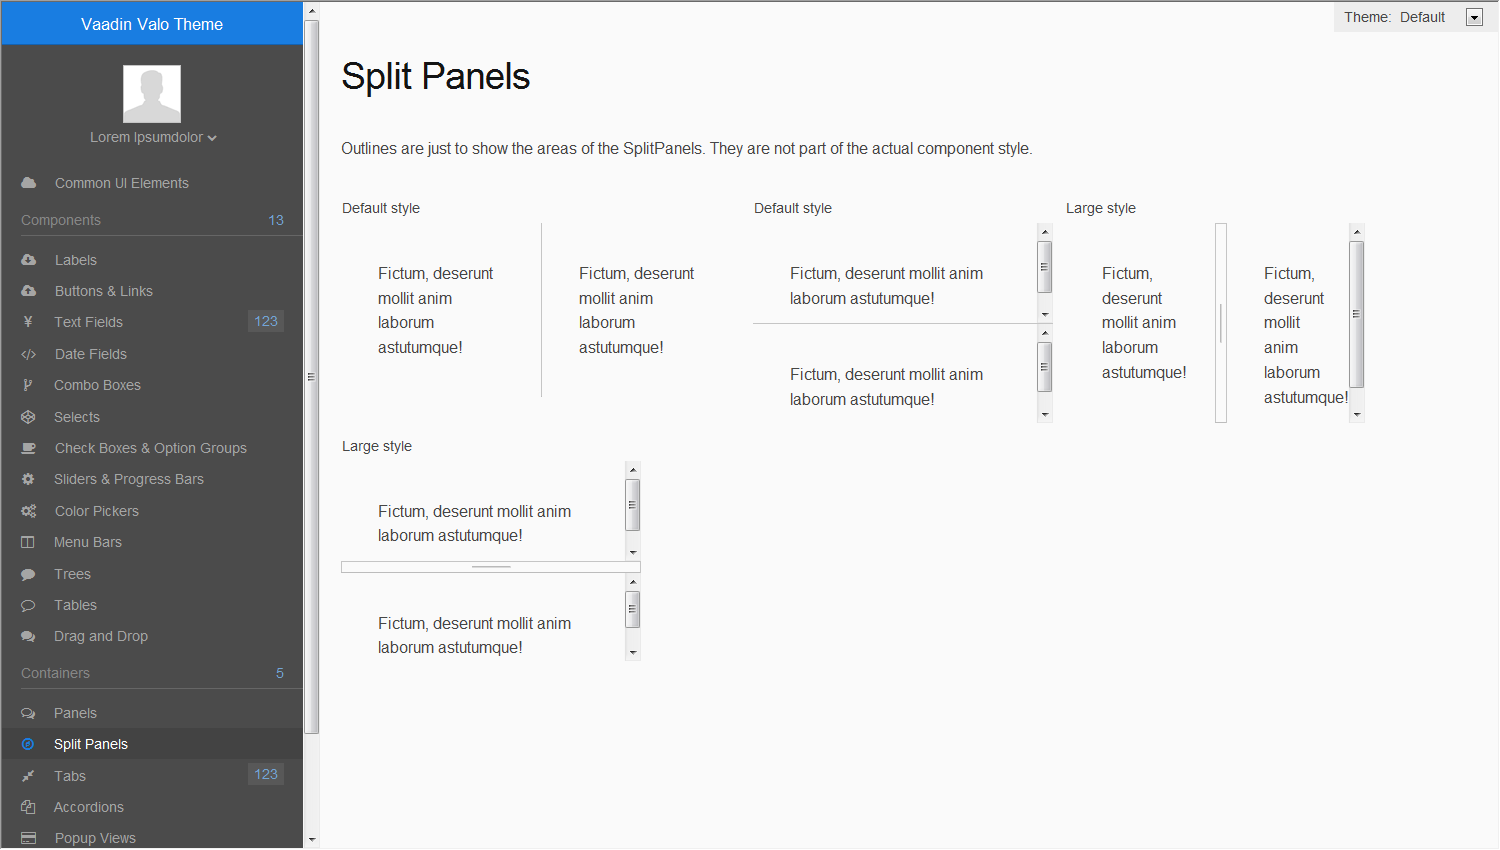 Vaadin Valo Theme
Lorem Ipsumdolor
Common UI Elements
Components 13
Labels
Buttons & Links
¥ Text Fields 123
</> Date Fields
Combo Boxes
Selects
Check Boxes & Option Groups
Sliders & Progress Bars
Color Pickers
Menu Bars
Trees
Tables
Drag and Drop
Containers 5
Panels
Split Panels
Tabs 123
Accordions
Popup Views
Theme: Default
Split Panels
Outlines are just to show the areas of the SplitPanels. They are not part of the actual component style.
Default style
Fictum, deserunt
mollit anim
laborum
astutumque!
Fictum, deserunt
mollit anim
laborum
astutumque!
Default style
Fictum, deserunt mollit anim
laborum astutumque!
Fictum, deserunt mollit anim
laborum astutumque!
Large style
Fictum,
deserunt
mollit anim
laborum
astutumque!
Fictum,
deserunt
mollit
anim
laborum
astutumque!
Large style
Fictum, deserunt mollit anim
laborum astutumque!
Fictum, deserunt mollit anim
laborum astutumque!